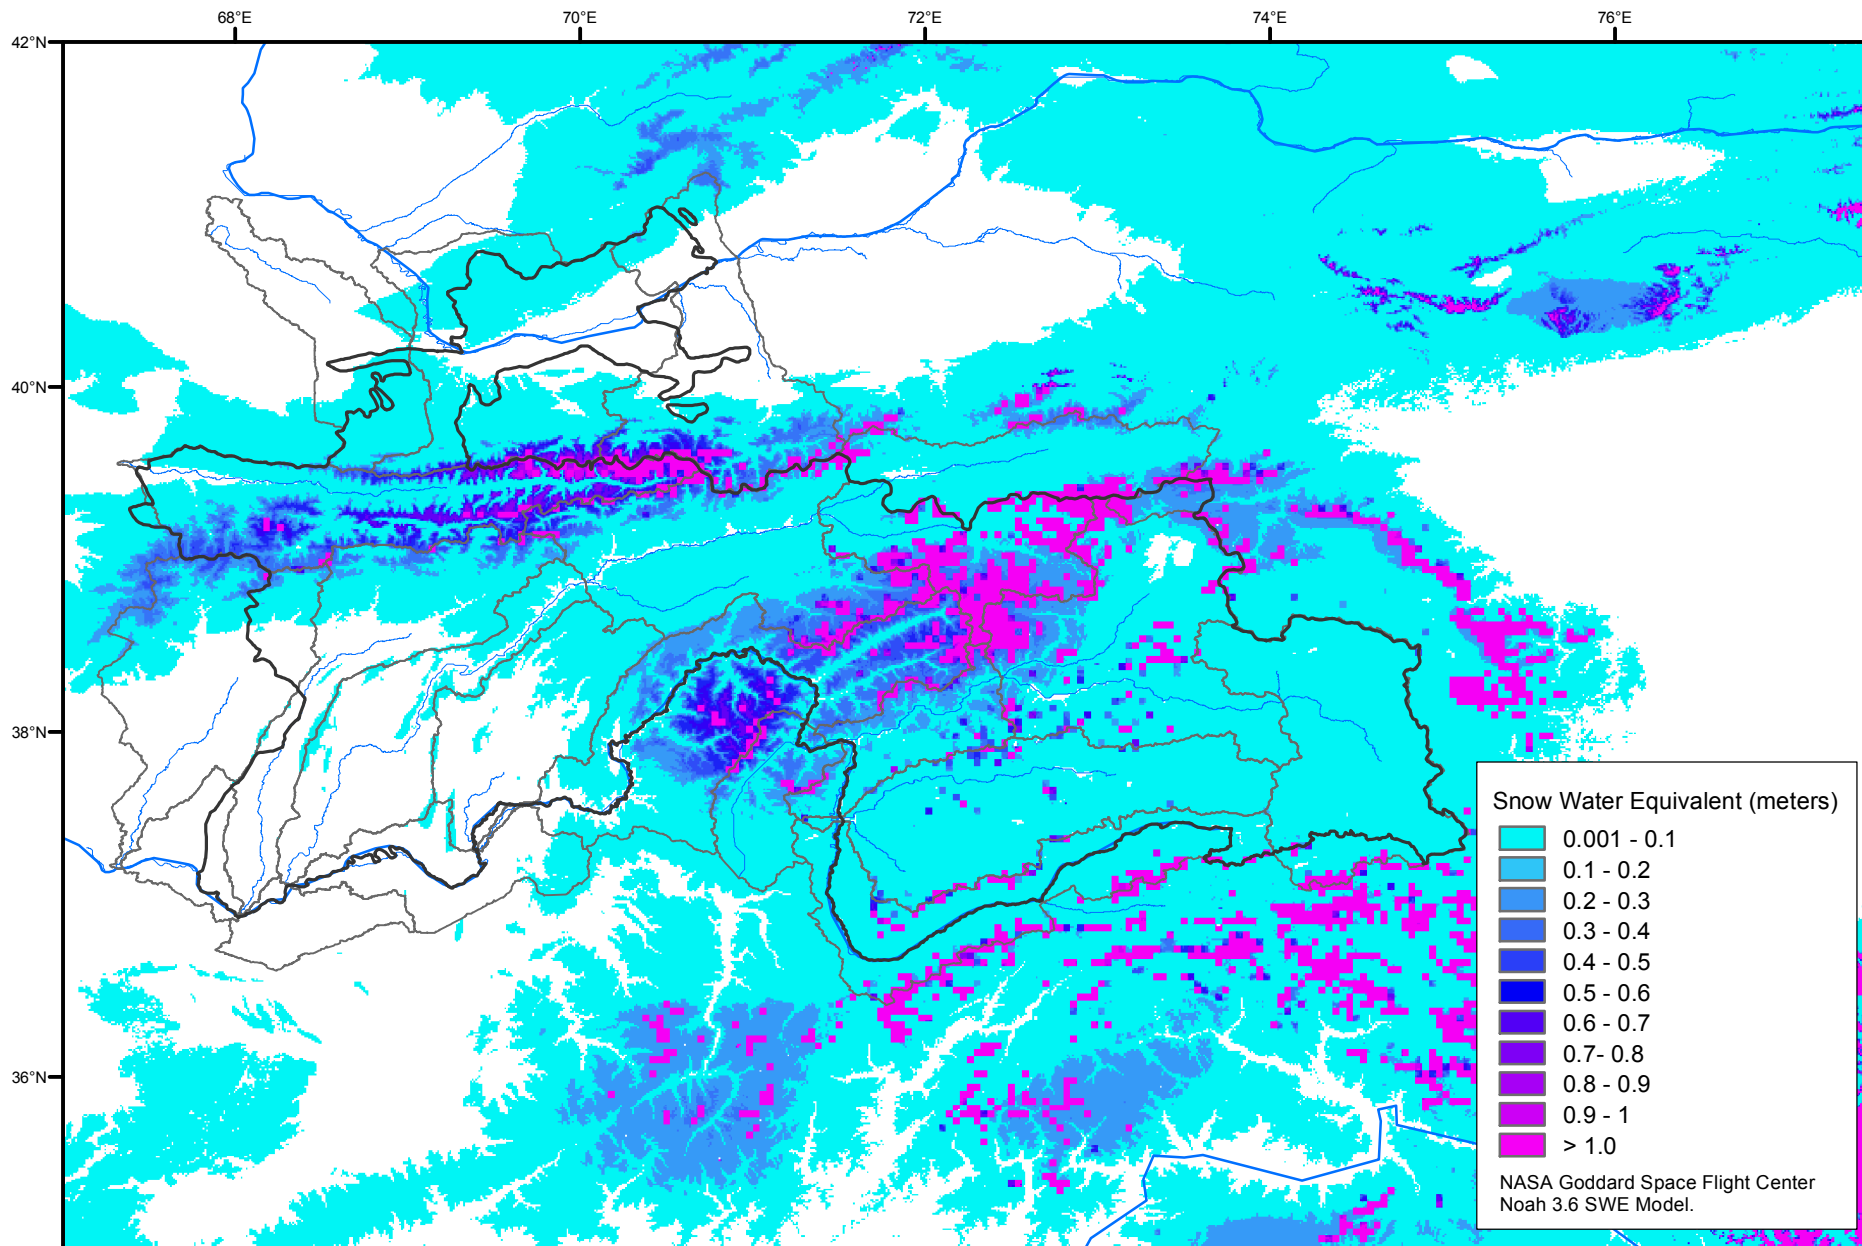 68°E 70°E 72°E 74°E 76°E
42°N
40°N
38°N
36°N
Snow Water Equivalent (meters)
0.001 - 0.1
0.1 - 0.2
0.2 - 0.3
0.3 - 0.4
0.4 - 0.5
0.5 - 0.6
0.6 - 0.7
0.7- 0.8
0.8 - 0.9
0.9 - 1
> 1.0
NASA Goddard Space Flight Center
Noah 3.6 SWE Model.